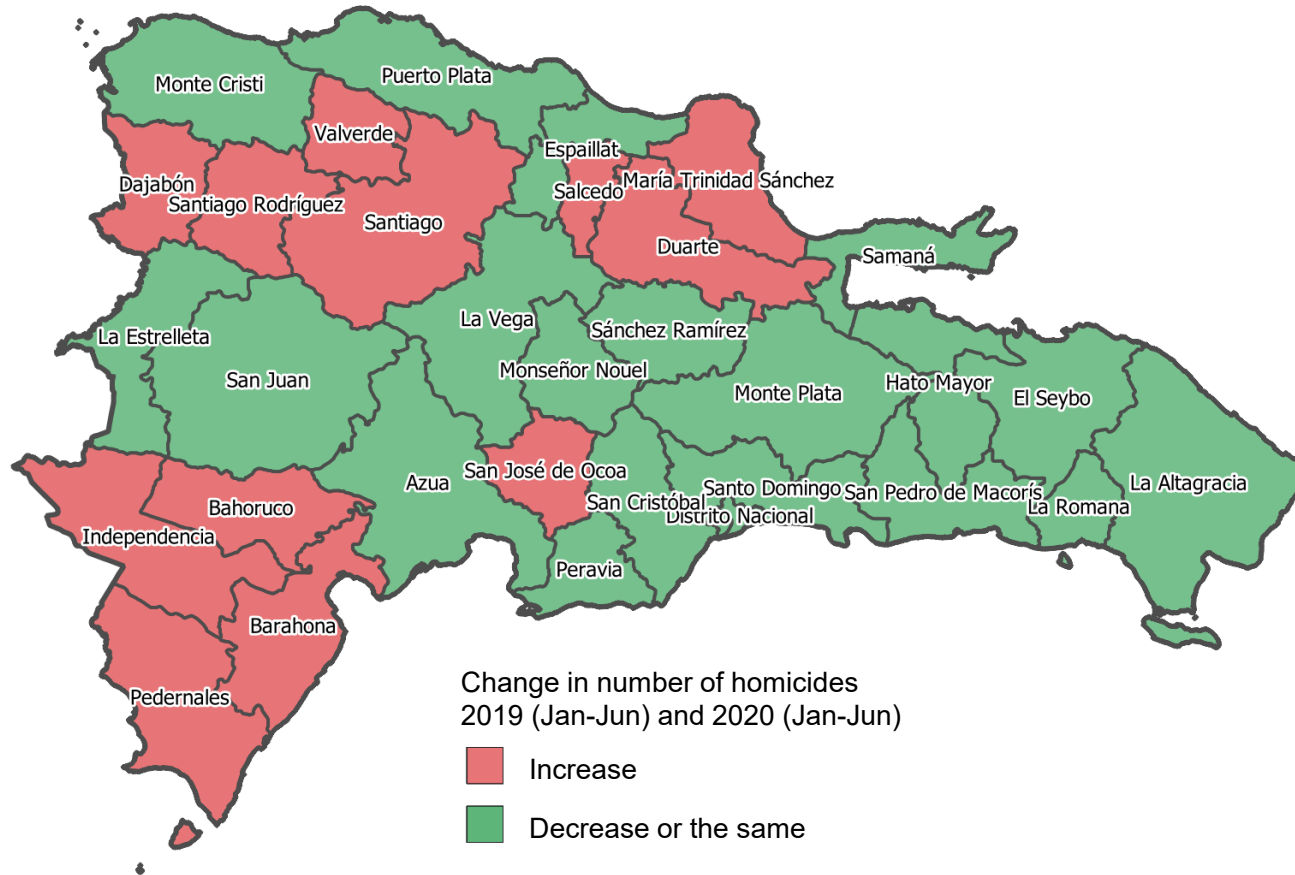 Puerto Plata
Monte Cristi
Valverde
Espaillat
Dajabón
Salcedo
María Trinidad Sánchez
Santiago Rodríguez
Santiago
Duarte
Samaná
La Vega
Sánchez Ramírez
La Estrelleta
San Juan
Monseñor Nouel
Hato Mayor
Monte Plata
El Seybo
San José de Ocoa
Azua
La Altagracia
Santo Domingo
San Pedro de Macorís
San Cristóbal
La Romana
Bahoruco
Distrito Nacional
Independencia
Peravia
Barahona
Pedernales
Change in number of homicides
2019 (Jan-Jun) and 2020 (Jan-Jun)
Increase
Decrease or the same